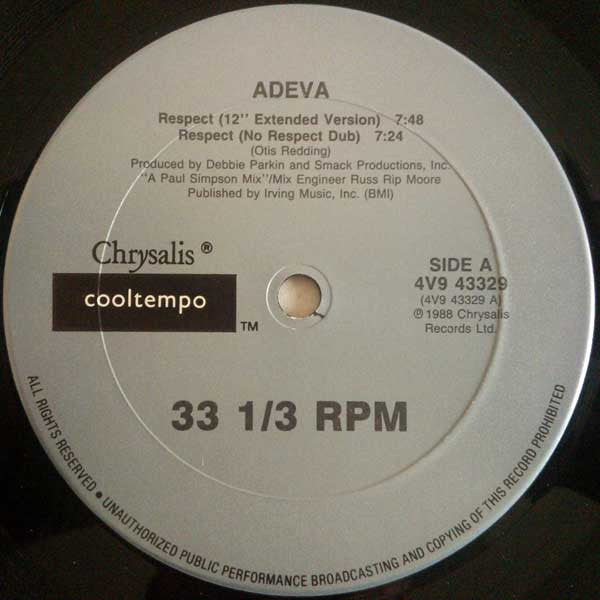 ADEVA
Respect (12'' Extended Version) 7:48
Respect (No Respect Dub) 7:24
(Otis Redding)
Produced by Debbie Parkin and Smack Productions, Inc.
"A Paul Simpson Mix"/Mix Engineer Russ Rip Moore
Published by Irving Music, Inc. (BMI)
Chrysalis ®
cooltempo TM
SIDE A
4V9 43329
(4V9 43329 A)
℗ 1988 Chrysalis
Records Ltd.
33 1/3 RPM
ALL RIGHTS RESERVED • UNAUTHORIZED PUBLIC PERFORMANCE BROADCASTING AND COPYING OF THIS RECORD PROHIBITED